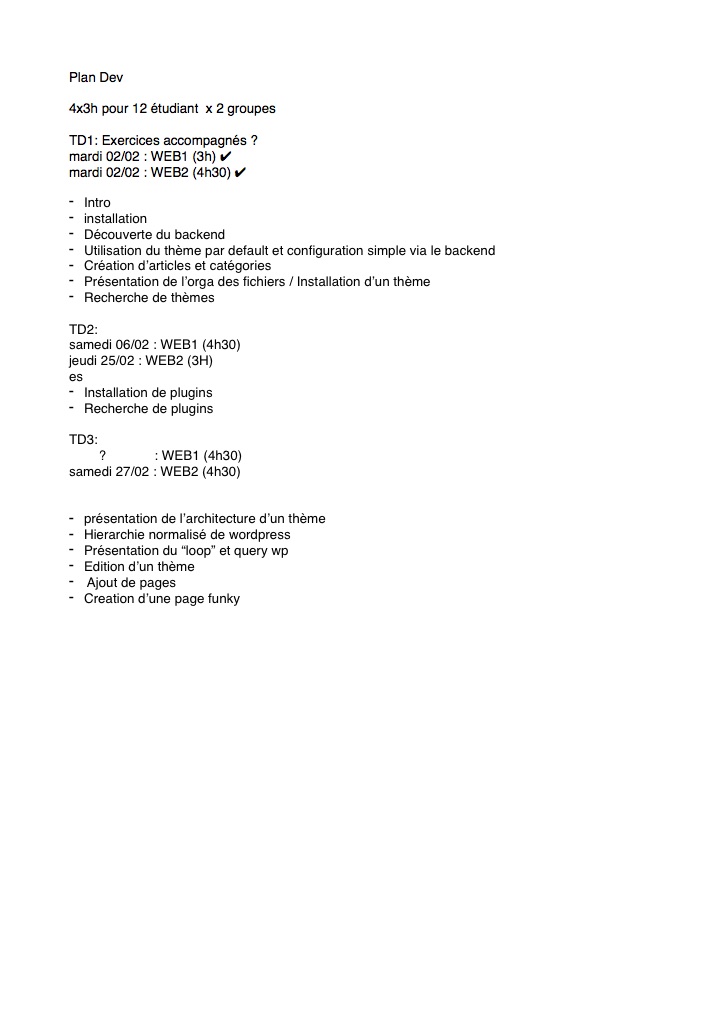 Plan Dev
4x3h pour 12 étudiant  x 2 groupes
TD1: Exercices accompagnés ?
mardi 02/02 : WEB1 (3h) ✔
mardi 02/02 : WEB2 (4h30) ✔
- Intro
- installation
- Découverte du backend
- Utilisation du thème par default et configuration simple via le backend
- Création d’articles et catégories
- Présentation de l’orga des fichiers / Installation d’un thème
- Recherche de thèmes
TD2:
samedi 06/02 : WEB1 (4h30)
jeudi 25/02 : WEB2 (3H)
es
- Installation de plugins
- Recherche de plugins
TD3:
? : WEB1 (4h30)
samedi 27/02 : WEB2 (4h30)
- présentation de l’architecture d’un thème
- Hierarchie normalisé de wordpress
- Présentation du “loop” et query wp
- Edition d’un thème
- Ajout de pages
- Creation d’une page funky